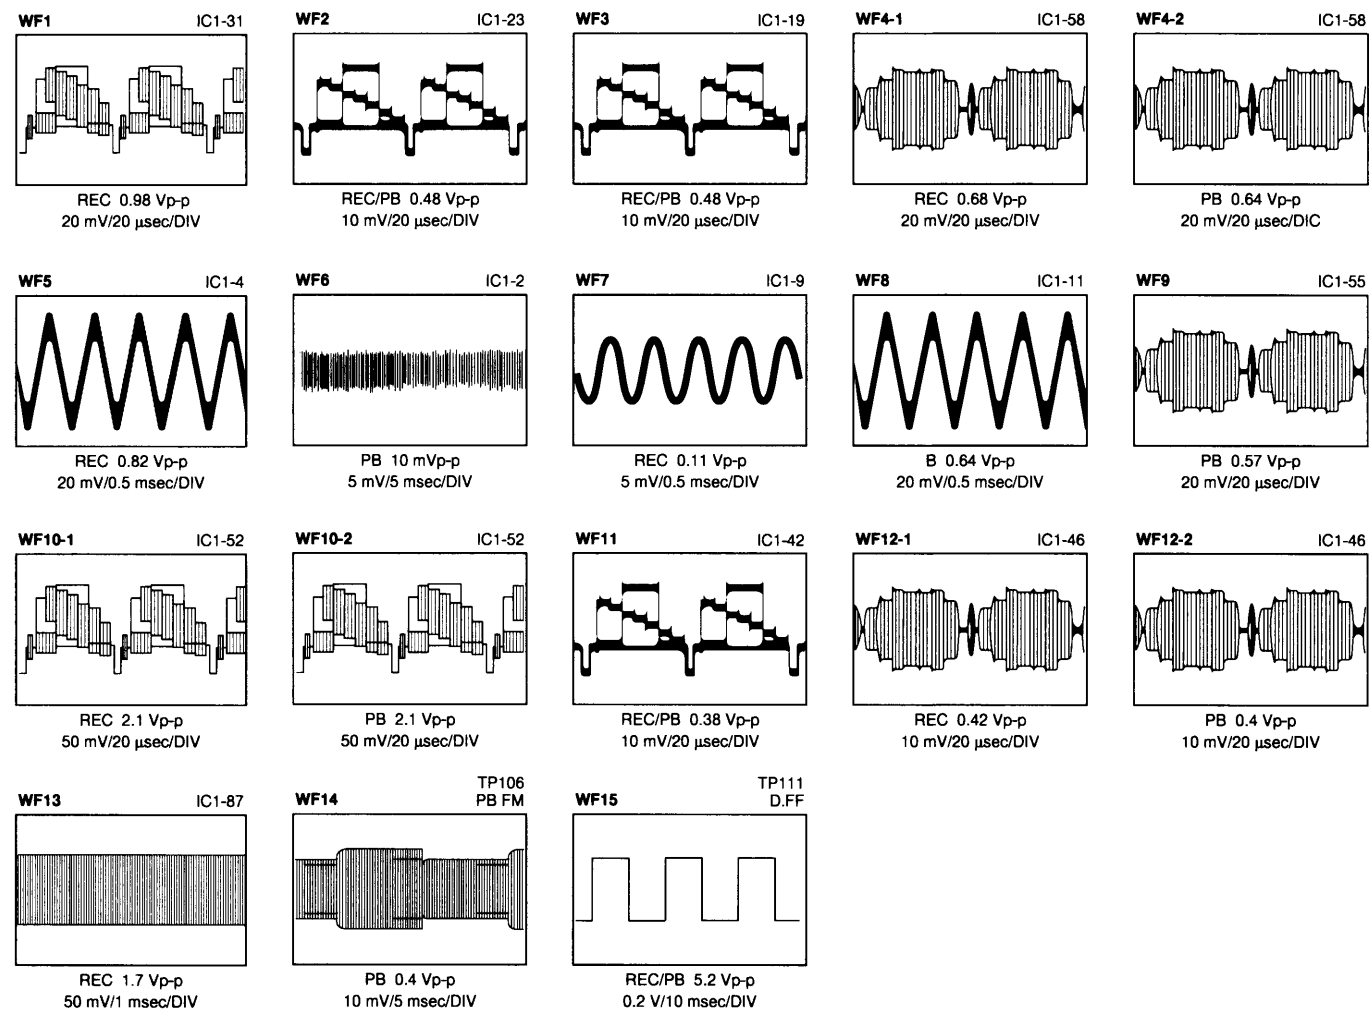 WF1 IC1-31
REC 0.98 Vp-p
20 mV/20 µsec/DIV
WF2 IC1-23
REC/PB 0.48 Vp-p
10 mV/20 µsec/DIV
WF3 IC1-19
REC/PB 0.48 Vp-p
10 mV/20 µsec/DIV
WF4-1 IC1-58
REC 0.68 Vp-p
20 mV/20 µsec/DIV
WF4-2 IC1-58
PB 0.64 Vp-p
20 mV/20 µsec/DIC
WF5 IC1-4
REC 0.82 Vp-p
20 mV/0.5 msec/DIV
WF6 IC1-2
PB 10 mVp-p
5 mV/5 msec/DIV
WF7 IC1-9
REC 0.11 Vp-p
5 mV/0.5 msec/DIV
WF8 IC1-11
B 0.64 Vp-p
20 mV/0.5 msec/DIV
WF9 IC1-55
PB 0.57 Vp-p
20 mV/20 µsec/DIV
WF10-1 IC1-52
REC 2.1 Vp-p
50 mV/20 µsec/DIV
WF10-2 IC1-52
PB 2.1 Vp-p
50 mV/20 µsec/DIV
WF11 IC1-42
REC/PB 0.38 Vp-p
10 mV/20 µsec/DIV
WF12-1 IC1-46
REC 0.42 Vp-p
10 mV/20 µsec/DIV
WF12-2 IC1-46
PB 0.4 Vp-p
10 mV/20 µsec/DIV
WF13 IC1-87
REC 1.7 Vp-p
50 mV/1 msec/DIV
TP106
WF14 PB FM
PB 0.4 Vp-p
10 mV/5 msec/DIV
TP111
WF15 D.FF
REC/PB 5.2 Vp-p
0.2 V/10 msec/DIV